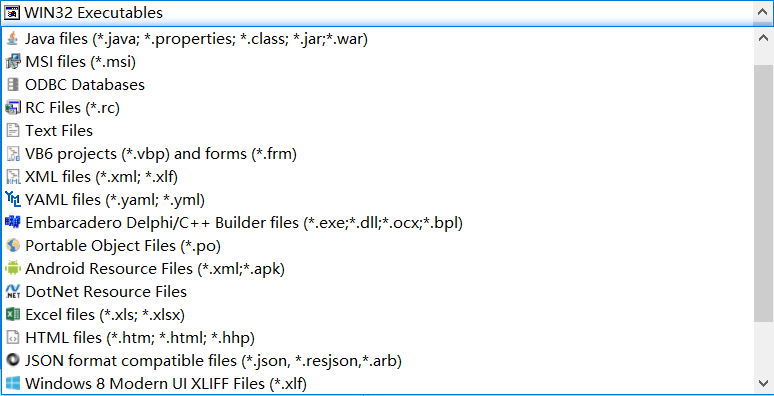 WIN32 Executables
Java files (*.java; *.properties; *.class; *.jar;*.war)
MSI files (*.msi)
ODBC Databases
RC Files (*.rc)
Text Files
VB6 projects (*.vbp) and forms (*.frm)
XML files (*.xml; *.xlf)
YAML files (*.yaml; *.yml)
Embarcadero Delphi/C++ Builder files (*.exe;*.dll;*.ocx;*.bpl)
Portable Object Files (*.po)
Android Resource Files (*.xml;*.apk)
DotNet Resource Files
Excel files (*.xls; *.xlsx)
HTML files (*.htm; *.html; *.hhp)
JSON format compatible files (*.json, *.resjson,*.arb)
Windows 8 Modern UI XLIFF Files (*.xlf)